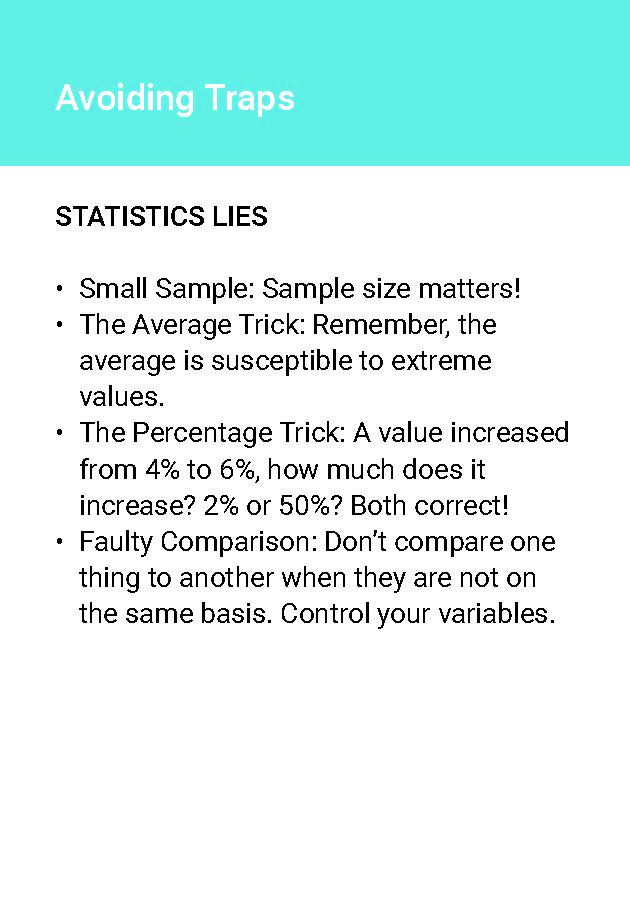 Avoiding Traps
STATISTICS LIES
• Small Sample: Sample size matters!
• The Average Trick: Remember, the
average is susceptible to extreme
values.
• The Percentage Trick: A value increased
from 4% to 6%, how much does it
increase? 2% or 50%? Both correct!
• Faulty Comparison: Don’t compare one
thing to another when they are not on
the same basis. Control your variables.